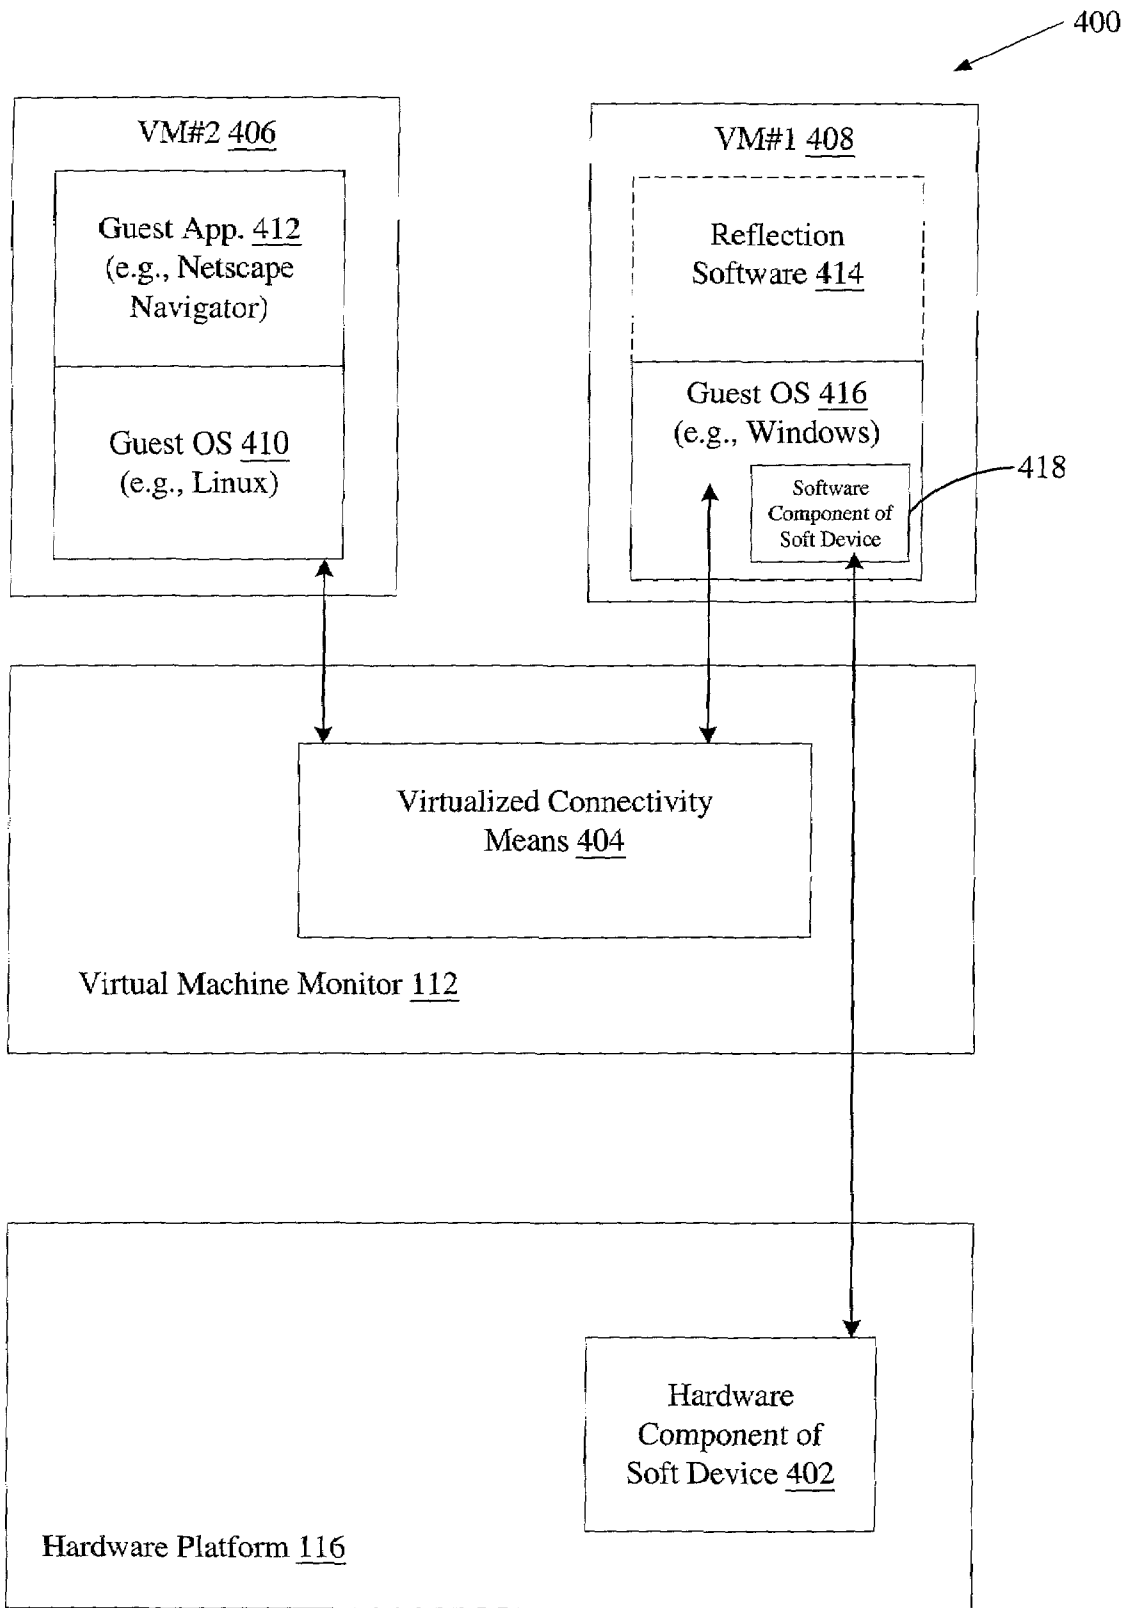 400
VM#2 406
Guest App. 412
(e.g., Netscape
Navigator)
Guest OS 410
(e.g., Linux)
VM#1 408
Reflection
Software 414
Guest OS 416
(e.g., Windows)
Software
Component of
Soft Device
418
Virtualized Connectivity
Means 404
Virtual Machine Monitor 112
Hardware
Component of
Soft Device 402
Hardware Platform 116